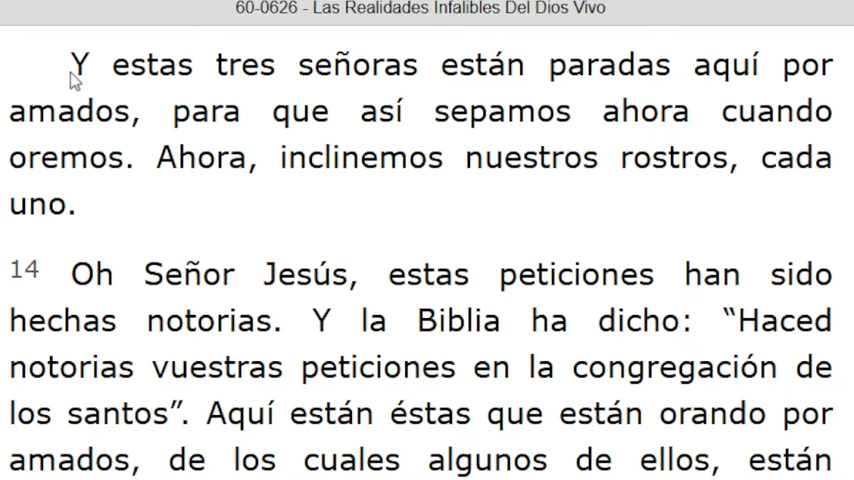 60-0626 - Las Realidades Infalibles Del Dios Vivo
Y estas tres señoras están paradas aquí por
amados, para que así sepamos ahora cuando
oremos. Ahora, inclinemos nuestros rostros, cada
uno.
14 Oh Señor Jesús, estas peticiones han sido
hechas notorias. Y la Biblia ha dicho: “Haced
notorias vuestras peticiones en la congregación de
los santos”. Aquí están éstas que están orando por
amados, de los cuales algunos de ellos, están